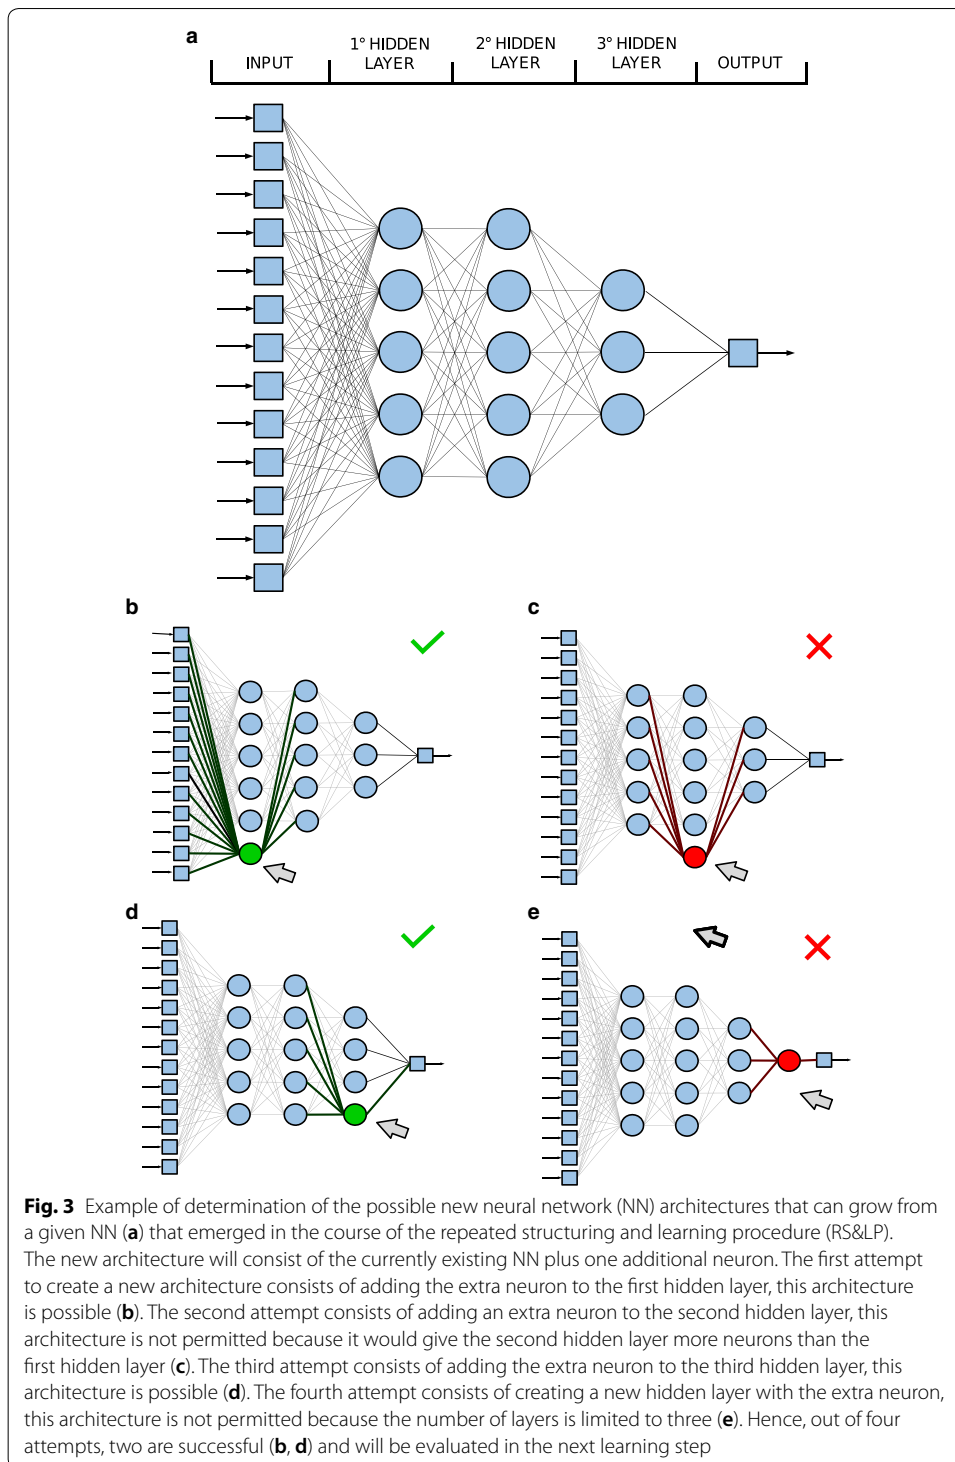 a
INPUT
1° HIDDEN
LAYER
2° HIDDEN
LAYER
3° HIDDEN
LAYER
OUTPUT
b
c
d
e
Fig. 3 Example of determination of the possible new neural network (NN) architectures that can grow from
a given NN (a) that emerged in the course of the repeated structuring and learning procedure (RS&LP).
The new architecture will consist of the currently existing NN plus one additional neuron. The first attempt
to create a new architecture consists of adding the extra neuron to the first hidden layer, this architecture
is possible (b). The second attempt consists of adding an extra neuron to the second hidden layer, this
architecture is not permitted because it would give the second hidden layer more neurons than the
first hidden layer (c). The third attempt consists of adding the extra neuron to the third hidden layer, this
architecture is possible (d). The fourth attempt consists of creating a new hidden layer with the extra neuron,
this architecture is not permitted because the number of layers is limited to three (e). Hence, out of four
attempts, two are successful (b, d) and will be evaluated in the next learning step